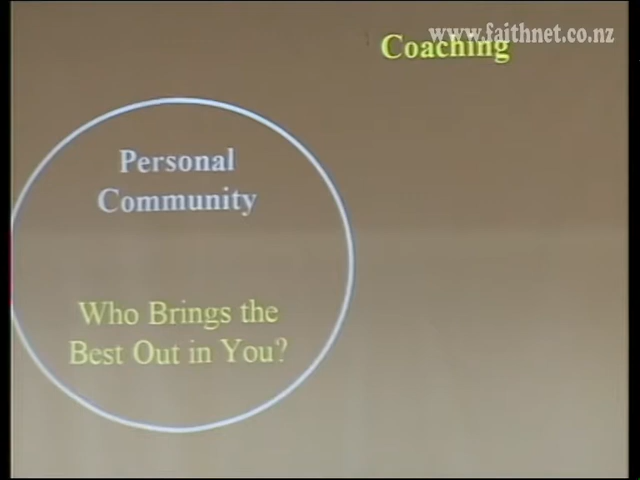 www.faithnet.co.nz
Coaching
Personal
Community
Who Brings the
Best Out in You?